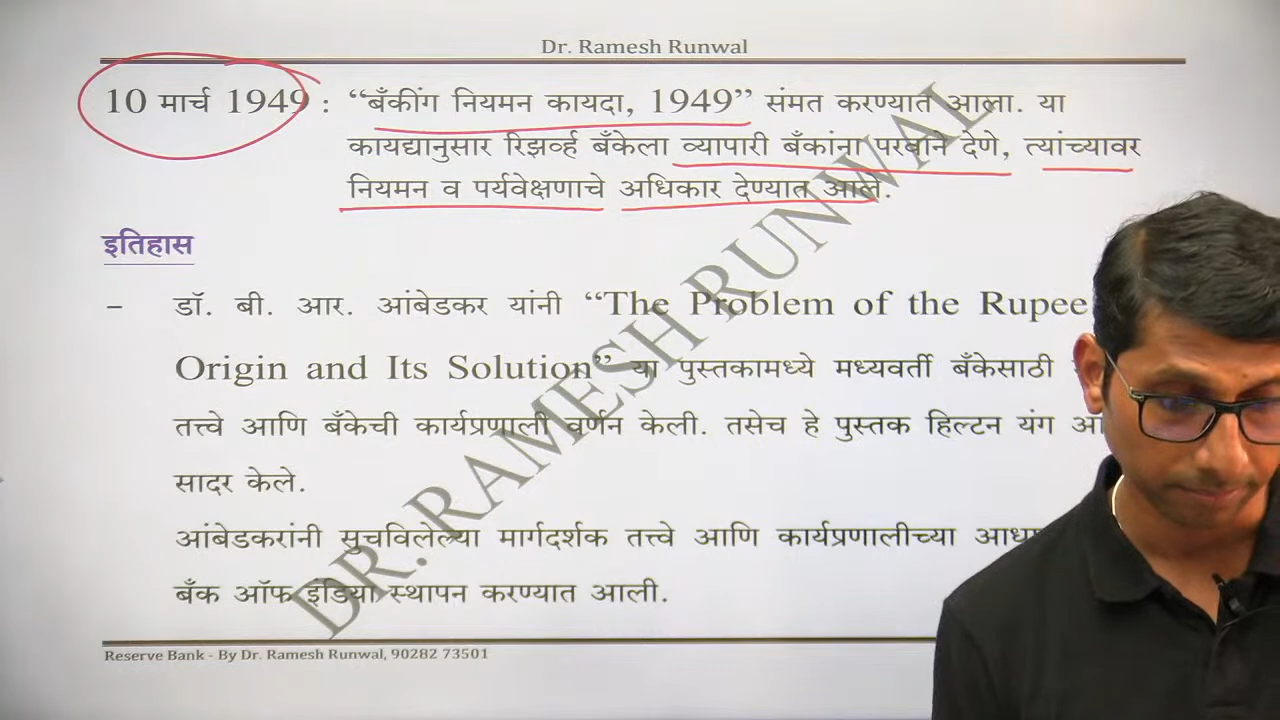 Dr. Ramesh Runwal
10 मार्च 1949 : “बँकींग नियमन कायदा, 1949” संमत करण्यात आला. या
कायद्यानुसार रिझर्व्ह बँकेला व्यापारी बँकांना परवाने देणे, त्यांच्यावर
नियमन व पर्यवेक्षणाचे अधिकार देण्यात आले.
इतिहास
– डॉ. बी. आर. आंबेडकर यांनी “The Problem of the Rupee
Origin and Its Solution” या पुस्तकामध्ये मध्यवर्ती बँकेसाठी
तत्त्वे आणि बँकेची कार्यप्रणाली वर्णन केली. तसेच हे पुस्तक हिल्टन यंग
सादर केले.
आंबेडकरांनी सुचविलेल्या मार्गदर्शक तत्त्वे आणि कार्यप्रणालीच्या
बँक ऑफ इंडिया स्थापन करण्यात आली.
DR. RAMESH RUNWAL
Reserve Bank - By Dr. Ramesh Runwal, 90282 73501